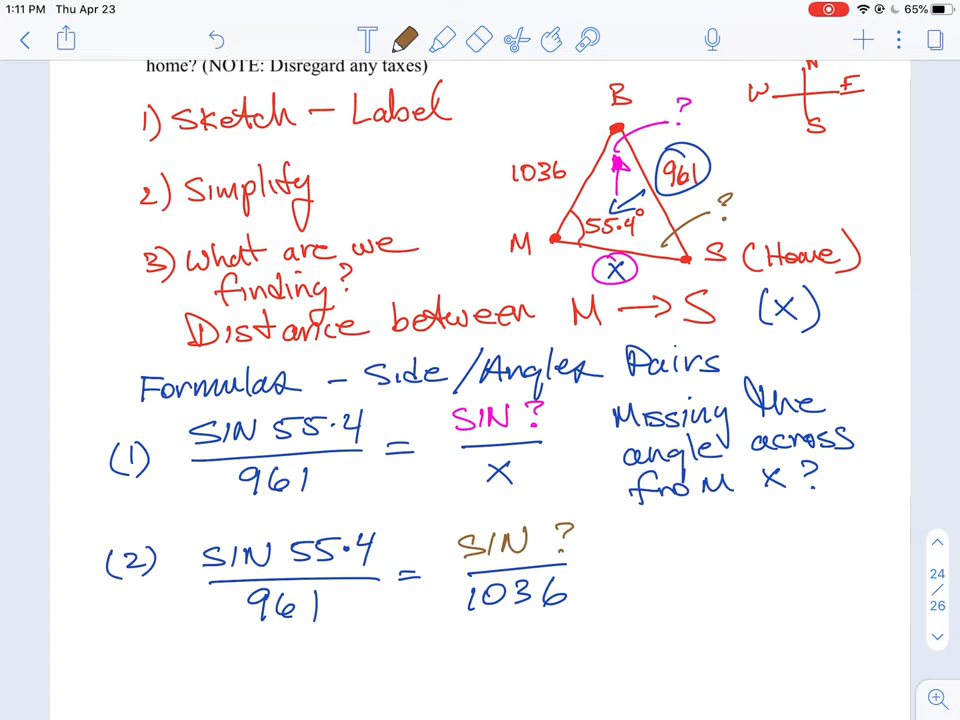 1:11 PM Thu Apr 23
65%
T
home? (NOTE: Disregard any taxes)
1) Sketch - Label
2) Simplify
3) What are we
finding?
Distance between M → S (x)
N
W E
S
B
?
1036
961
55.4°
?
M
S (Home)
x
Formulas - Side/Angles Pairs
(1) SIN 55.4 = SIN ?
961 x
Missing the
angle across
from x ?
(2) SIN 55.4 = SIN ?
961 1036
24
/
26